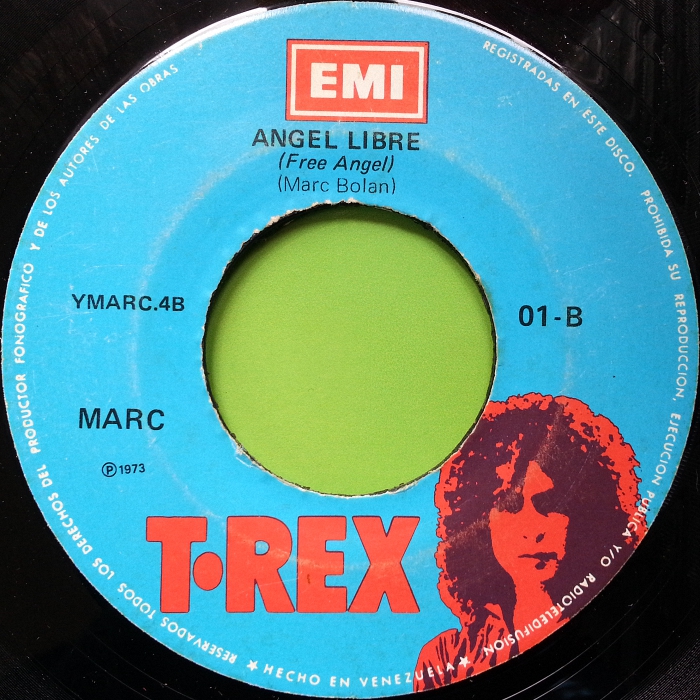 EMI
ANGEL LIBRE
(Free Angel)
(Marc Bolan)
YMARC.4B
01-B
MARC
Ⓟ1973
T•REX
RESERVADOS TODOS LOS DERECHOS DEL PRODUCTOR FONOGRAFICO Y DE LOS AUTORES DE LAS OBRAS
REGISTRADAS EN ESTE DISCO. PROHIBIDA SU REPRODUCCION, EJECUCION PUBLICA Y/O RADIOTELEDIFUSION
★ HECHO EN VENEZUELA ★